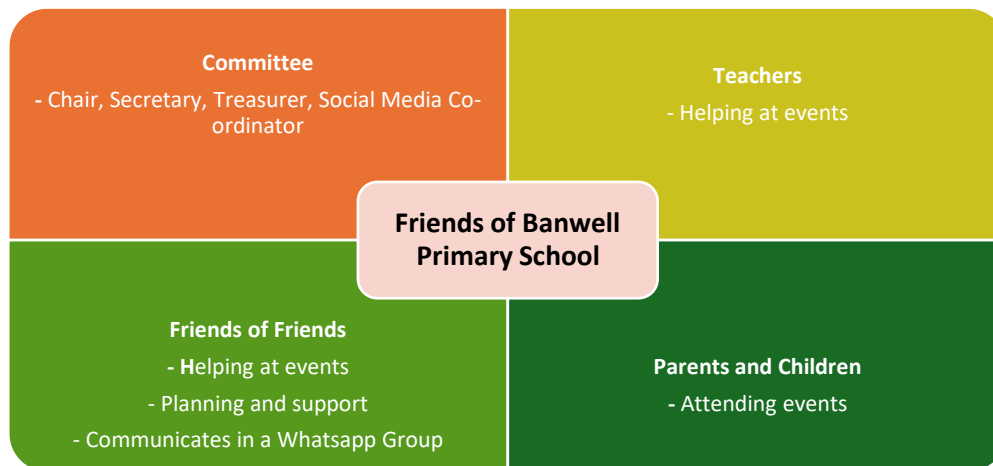 Committee
- Chair, Secretary, Treasurer, Social Media Co-
ordinator
Teachers
- Helping at events
Friends of Banwell
Primary School
Friends of Friends
- Helping at events
- Planning and support
- Communicates in a Whatsapp Group
Parents and Children
- Attending events